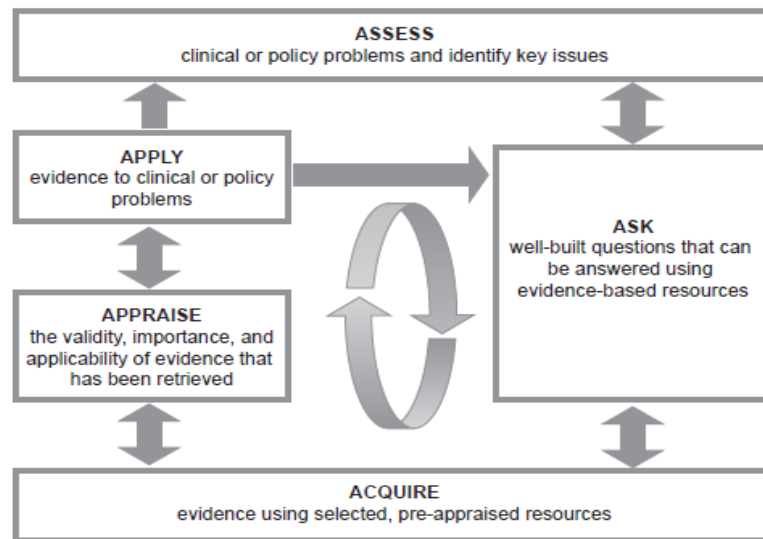 ASSESS
clinical or policy problems and identify key issues
APPLY
evidence to clinical or policy
problems
ASK
well-built questions that can
be answered using
evidence-based resources
APPRAISE
the validity, importance, and
applicability of evidence that
has been retrieved
ACQUIRE
evidence using selected, pre-appraised resources